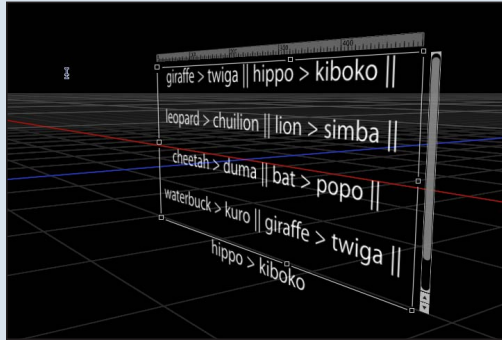 giraffe > twiga || hippo > kiboko ||
leopard > chuilion || lion > simba ||
cheetah > duma || bat > popo ||
waterbuck > kuro || giraffe > twiga ||
hippo > kiboko